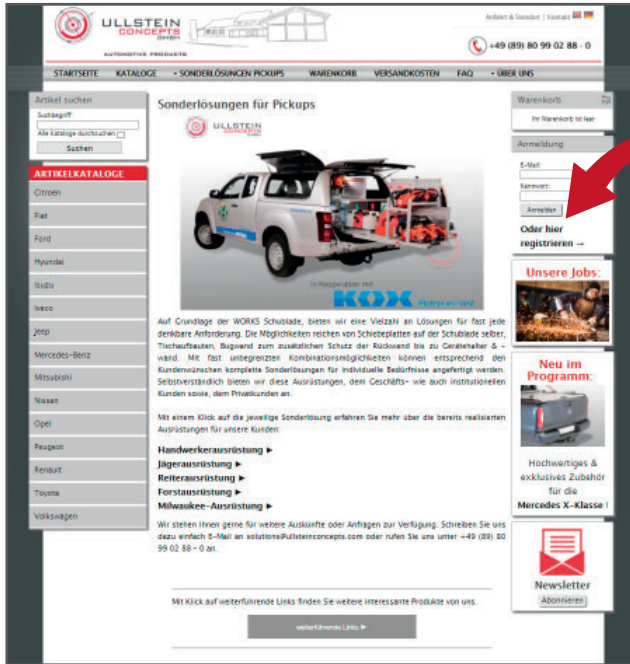 ULLSTEIN
CONCEPTS
GMBH
AUTOMOTIVE PRODUCTS
Anfahrt & Standort | Kontakt
+49 (89) 80 99 02 88 - 0
STARTSEITE KATALOGE SONDERLÖSUNGEN PICKUPS WARENKORB VERSANDKOSTEN FAQ ÜBER UNS
Artikel suchen
Suchbegriff
Alle Kataloge durchsuchen
Suchen
ARTIKELKATALOGE
Citroën
Fiat
Ford
Hyundai
Isuzu
Iveco
Jeep
Mercedes-Benz
Mitsubishi
Nissan
Opel
Peugeot
Renault
Toyota
Volkswagen
Sonderlösungen für Pickups
ULLSTEIN
CONCEPTS
GMBH
In Kooperation mit
KOX
Auf Grundlage der WORKS Schublade, bieten wir eine Vielzahl an Lösungen für fast jede
denkbare Anforderung. Die Möglichkeiten reichen von Schiebeplatten auf der Schublade selber,
Tischaufbauten, Bugwand zum zusätzlichen Schutz der Rückwand bis zu Gerätehalter & -
wand. Mit fast unbegrenzten Kombinationsmöglichkeiten können entsprechend den
Kundenwünschen komplette Sonderlösungen für individuelle Bedürfnisse angefertigt werden.
Selbstverständlich bieten wir diese Ausrüstungen, dem Geschäfts- wie auch institutionellen
Kunden sowie, dem Privatkunden an.
Mit einem Klick auf die jeweilige Sonderlösung erfahren Sie mehr über die bereits realisierten
Ausrüstungen für unsere Kunden:
Handwerkerausrüstung ►
Jägerausrüstung ►
Reiterausrüstung ►
Forstausrüstung ►
Milwaukee-Ausrüstung ►
Wir stehen Ihnen gerne für weitere Auskünfte oder Anfragen zur Verfügung. Schreiben Sie uns
dazu einfach E-Mail an solutions@ullsteinconcepts.com oder rufen Sie uns unter +49 (89) 80
99 02 88 - 0 an.
Mit Klick auf weiterführende Links finden Sie weitere interessante Produkte von uns.
weiterführende Links ►
Warenkorb
Ihr Warenkorb ist leer
Anmeldung
E-Mail:
Kennwort:
Anmelden
Oder hier
registrieren →
Unsere Jobs:
Neu im
Programm:
Hochwertiges &
exklusives Zubehör
für die
Mercedes X-Klasse !
Newsletter
Abonnieren